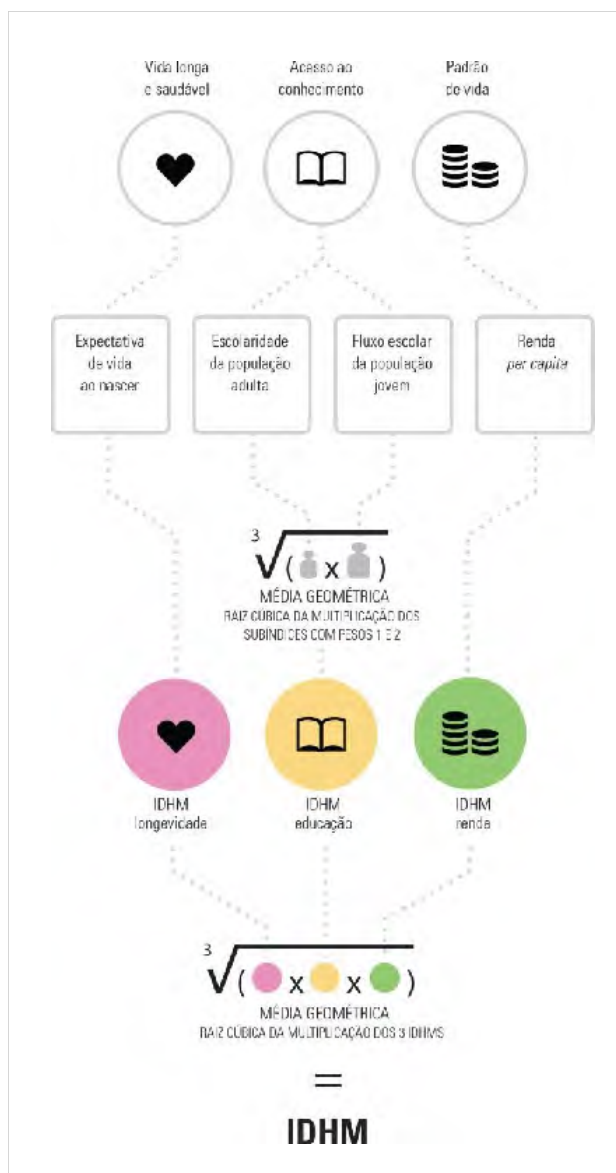 Vida longa
e saudável
Acesso ao
conhecimento
Padrão
de vida
Expectativa
de vida
ao nascer
Escolaridade
da população
adulta
Fluxo escolar
da população
jovem
Renda
per capita
3√( x )
MÉDIA GEOMÉTRICA
RAIZ CÚBICA DA MULTIPLICAÇÃO DOS
SUBÍNDICES COM PESOS 1 E 2
IDHM
longevidade
IDHM
educação
IDHM
renda
3√( x x )
MÉDIA GEOMÉTRICA
RAIZ CÚBICA DA MULTIPLICAÇÃO DOS 3 IDHMS
=
IDHM